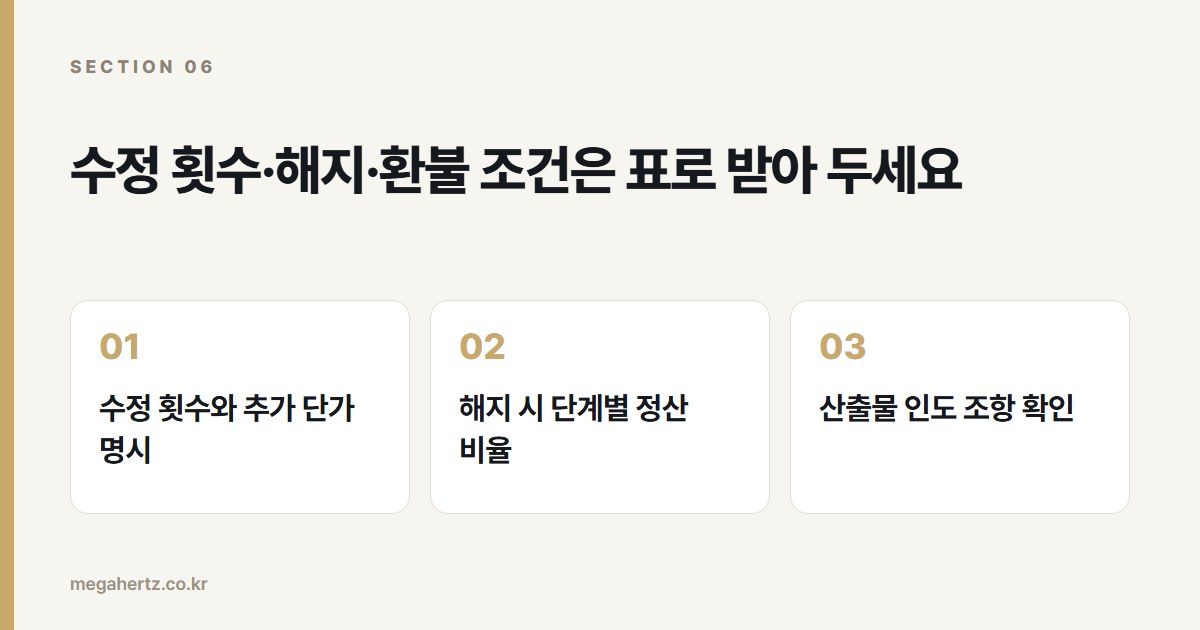 SECTION 06
수정 횟수·해지·환불 조건은 표로 받아 두세요
01
수정 횟수와 추가 단가
명시
02
해지 시 단계별 정산
비율
03
산출물 인도 조항 확인
megahertz.co.kr